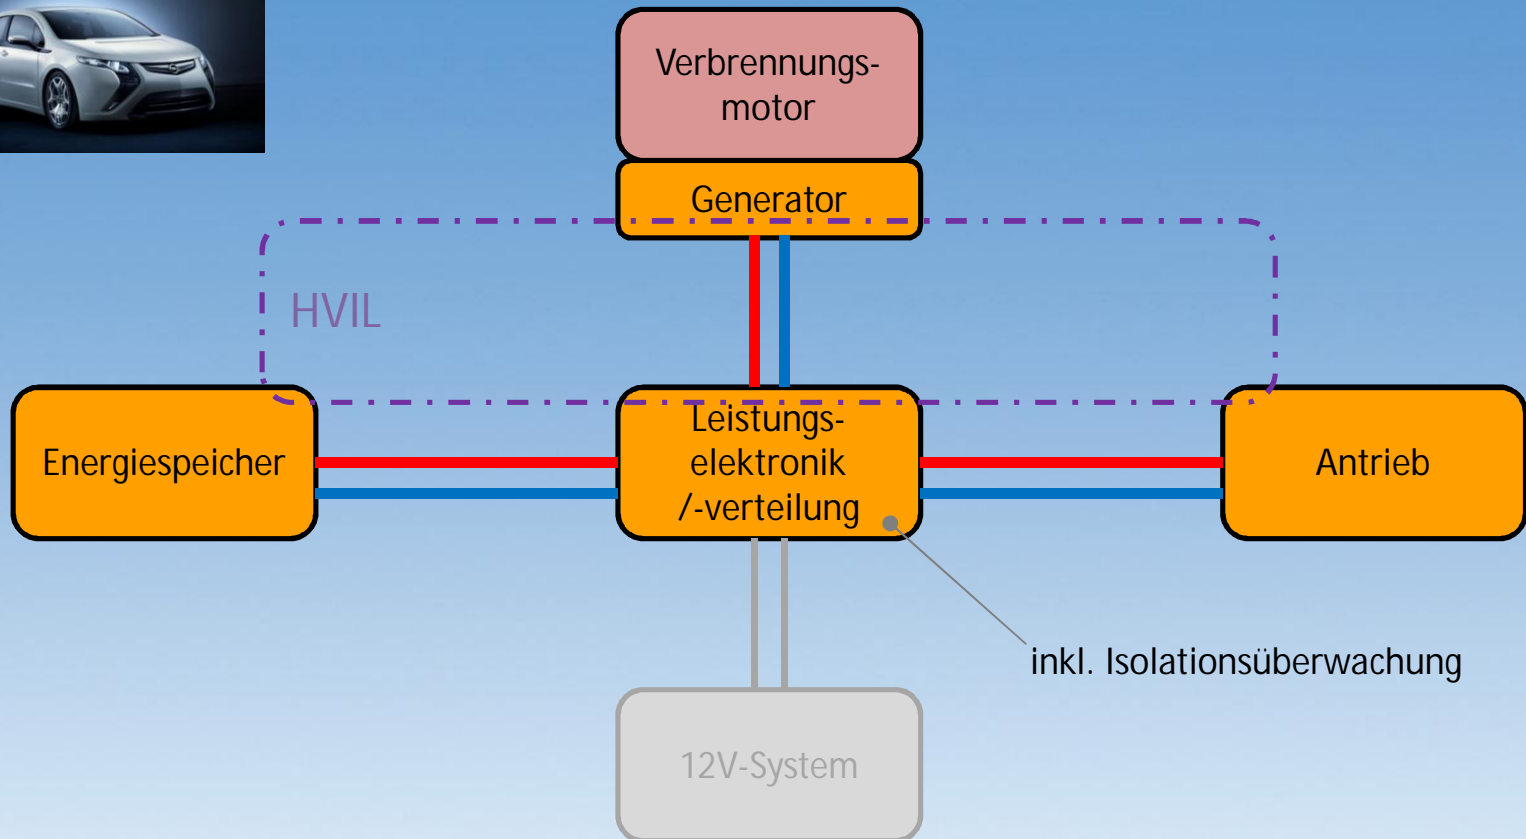 Verbrennungs-
motor
Generator
HVIL
Energiespeicher
Leistungs-
elektronik
/-verteilung
Antrieb
inkl. Isolationsüberwachung
12V-System